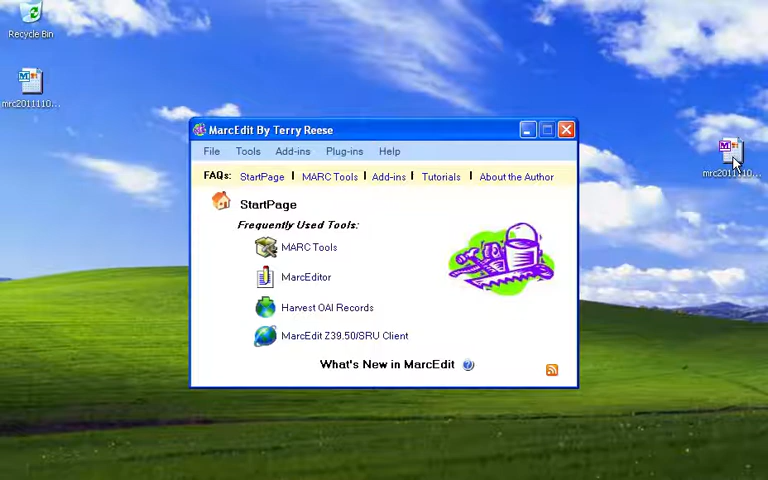 Recycle Bin
mrc2011110...
MarcEdit By Terry Reese
File Tools Add-ins Plug-ins Help
FAQs: StartPage | MARC Tools | Add-ins | Tutorials | About the Author
mrc2011110...
StartPage
Frequently Used Tools:
MARC Tools
MarcEditor
Harvest OAI Records
MarcEdit Z39.50/SRU Client
What's New in MarcEdit